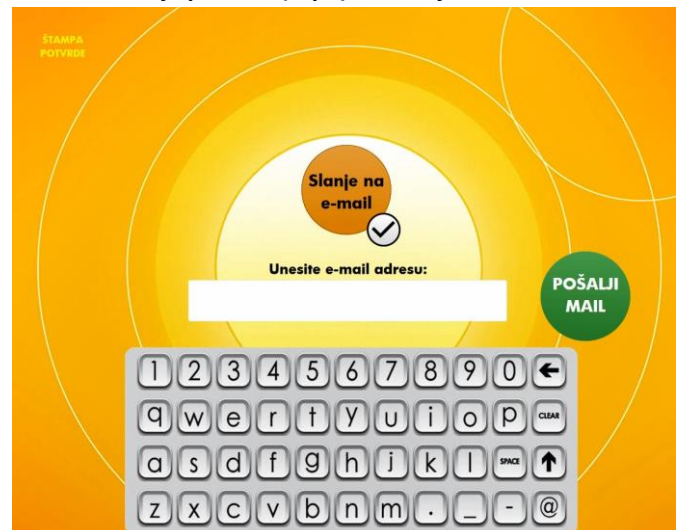 ŠTAMPA
POTVRDE
Slanje na
e-mail
Unesite e-mail adresu:
POŠALJI
MAIL
1 2 3 4 5 6 7 8 9 0
q w e r t y u i o p CLEAR
a s d f g h j k l SPACE
z x c v b n m . _ - @